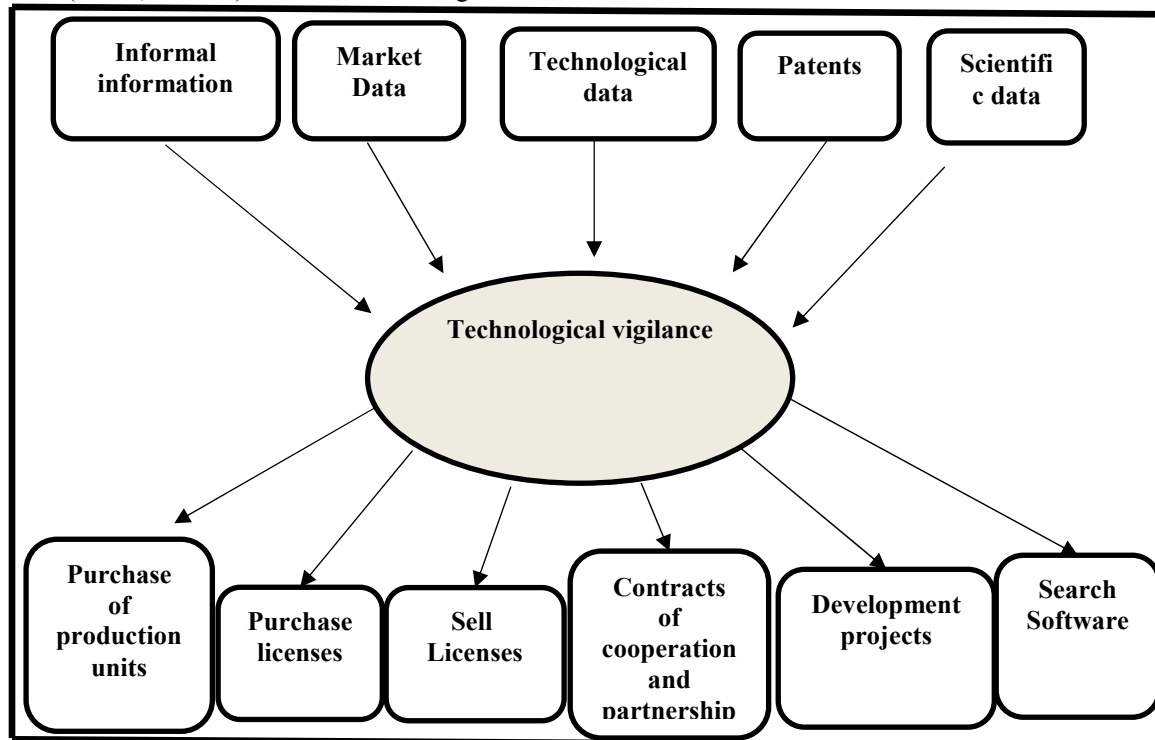 Informal
information
Market
Data
Technological
data
Patents
Scientifi
c data
Technological vigilance
Purchase
of
production
units
Purchase
licenses
Sell
Licenses
Contracts
of
cooperation
and
partnership
Development
projects
Search
Software